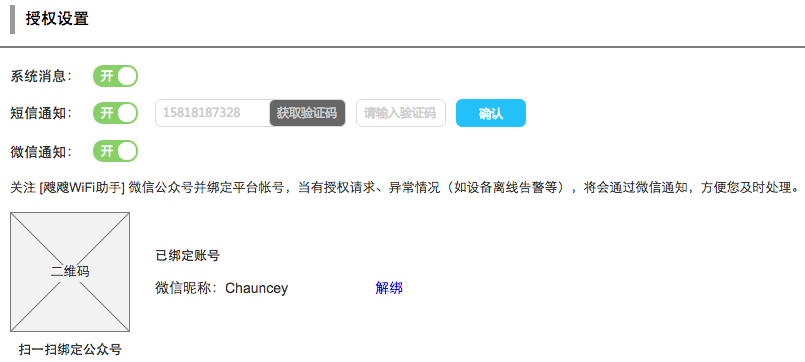 授权设置
系统消息： 开
短信通知： 开 15818187328 获取验证码 请输入验证码 确认
微信通知： 开
关注 [飕飕WiFi助手] 微信公众号并绑定平台帐号，当有授权请求、异常情况（如设备离线告警等），将会通过微信通知，方便您及时处理。
二维码
已绑定账号
微信昵称：Chauncey 解绑
扫一扫绑定公众号